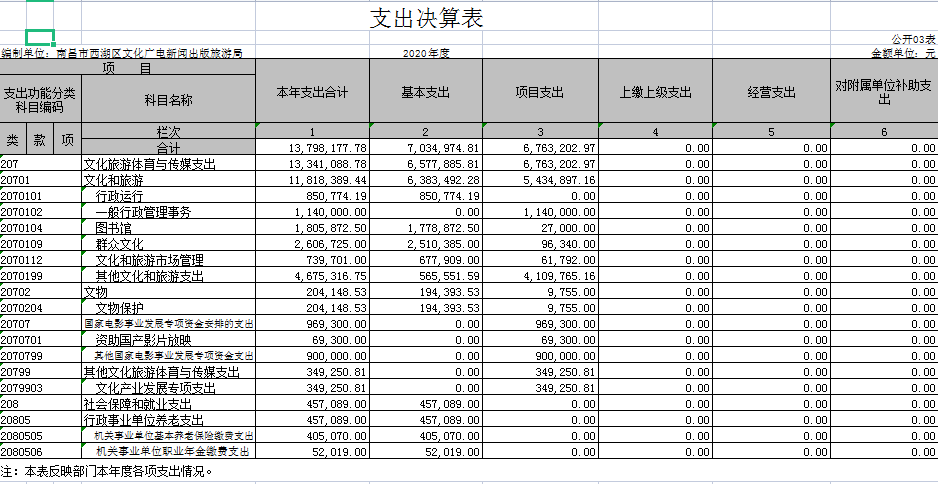 支出决算表
公开03表
编制单位：南昌市西湖区文化广电新闻出版旅游局 2020年度 金额单位：元
项 目 本年支出合计 基本支出 项目支出 上缴上级支出 经营支出 对附属单位补助支出
支出功能分类科目编码 科目名称
类 款 项 栏次 1 2 3 4 5 6
合计 13,798,177.78 7,034,974.81 6,763,202.97 0.00 0.00 0.00
207 文化旅游体育与传媒支出 13,341,088.78 6,577,885.81 6,763,202.97 0.00 0.00 0.00
20701 文化和旅游 11,818,389.44 6,383,492.28 5,434,897.16 0.00 0.00 0.00
2070101 行政运行 850,774.19 850,774.19 0.00 0.00 0.00 0.00
2070102 一般行政管理事务 1,140,000.00 0.00 1,140,000.00 0.00 0.00 0.00
2070104 图书馆 1,805,872.50 1,778,872.50 27,000.00 0.00 0.00 0.00
2070109 群众文化 2,606,725.00 2,510,385.00 96,340.00 0.00 0.00 0.00
2070112 文化和旅游市场管理 739,701.00 677,909.00 61,792.00 0.00 0.00 0.00
2070199 其他文化和旅游支出 4,675,316.75 565,551.59 4,109,765.16 0.00 0.00 0.00
20702 文物 204,148.53 194,393.53 9,755.00 0.00 0.00 0.00
2070204 文物保护 204,148.53 194,393.53 9,755.00 0.00 0.00 0.00
20707 国家电影事业发展专项资金安排的支出 969,300.00 0.00 969,300.00 0.00 0.00 0.00
2070701 资助国产影片放映 69,300.00 0.00 69,300.00 0.00 0.00 0.00
2070799 其他国家电影事业发展专项资金支出 900,000.00 0.00 900,000.00 0.00 0.00 0.00
20799 其他文化旅游体育与传媒支出 349,250.81 0.00 349,250.81 0.00 0.00 0.00
2079903 文化产业发展专项支出 349,250.81 0.00 349,250.81 0.00 0.00 0.00
208 社会保障和就业支出 457,089.00 457,089.00 0.00 0.00 0.00 0.00
20805 行政事业单位养老支出 457,089.00 457,089.00 0.00 0.00 0.00 0.00
2080505 机关事业单位基本养老保险缴费支出 405,070.00 405,070.00 0.00 0.00 0.00 0.00
2080506 机关事业单位职业年金缴费支出 52,019.00 52,019.00 0.00 0.00 0.00 0.00
注：本表反映部门本年度各项支出情况。